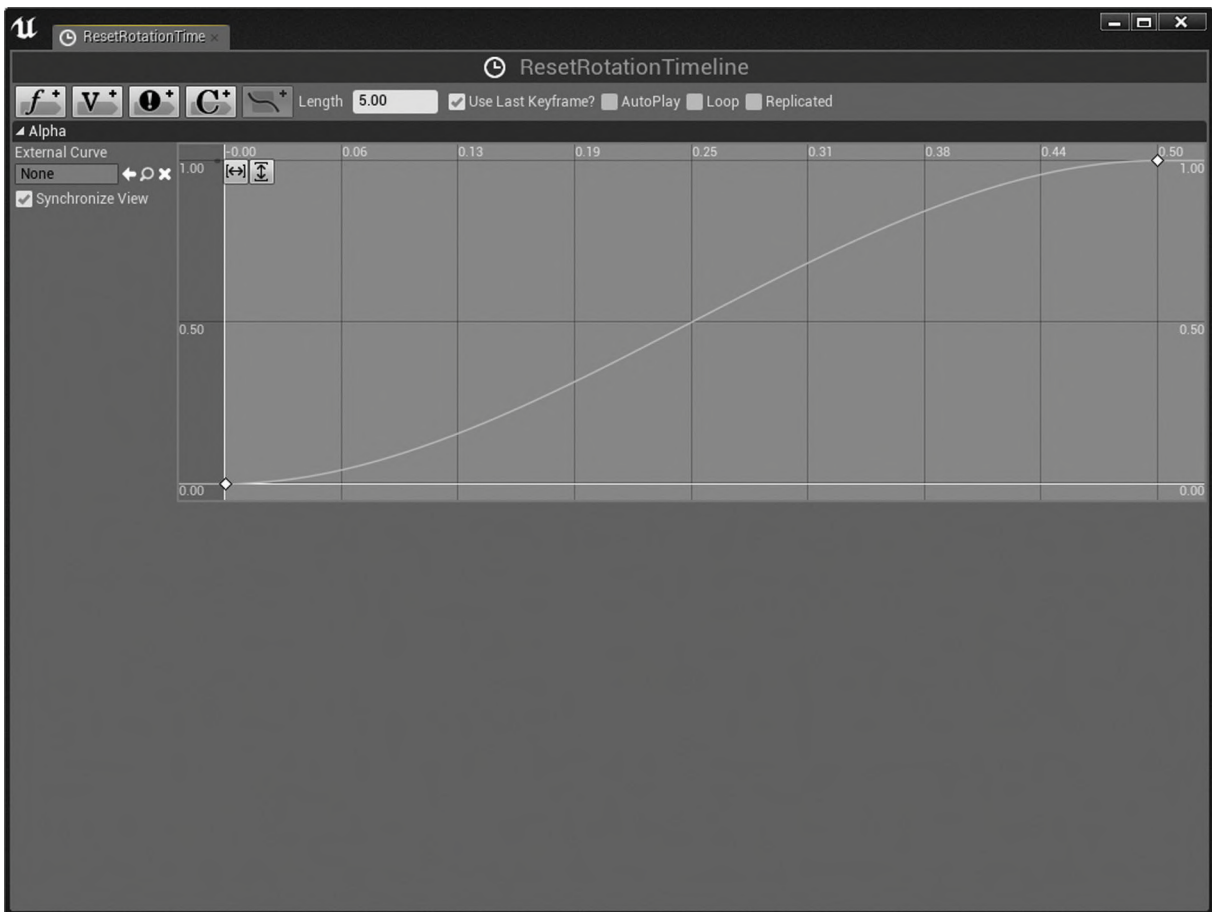 ResetRotationTime
ResetRotationTimeline
f+ V+ !+ C+ + Length 5.00 Use Last Keyframe? AutoPlay Loop Replicated
Alpha
External Curve
None
Synchronize View
-0.00 0.06 0.13 0.19 0.25 0.31 0.38 0.44 0.50
1.00 1.00
0.50 0.50
0.00 0.00